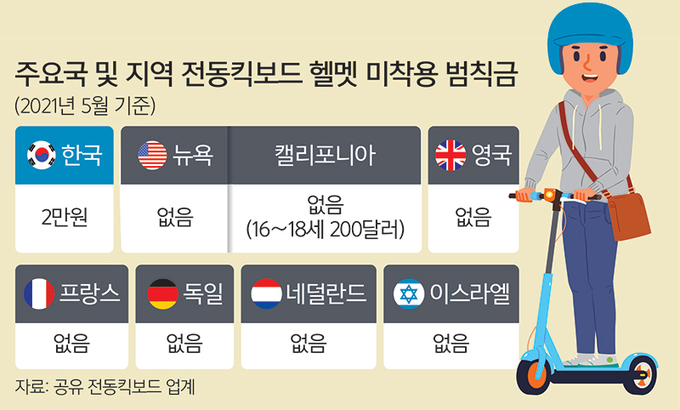 주요국 및 지역 전동킥보드 헬멧 미착용 범칙금
(2021년 5월 기준)
한국 뉴욕 캘리포니아 영국
2만원 없음 없음 없음
(16~18세 200달러)
프랑스 독일 네덜란드 이스라엘
없음 없음 없음 없음
자료: 공유 전동킥보드 업계